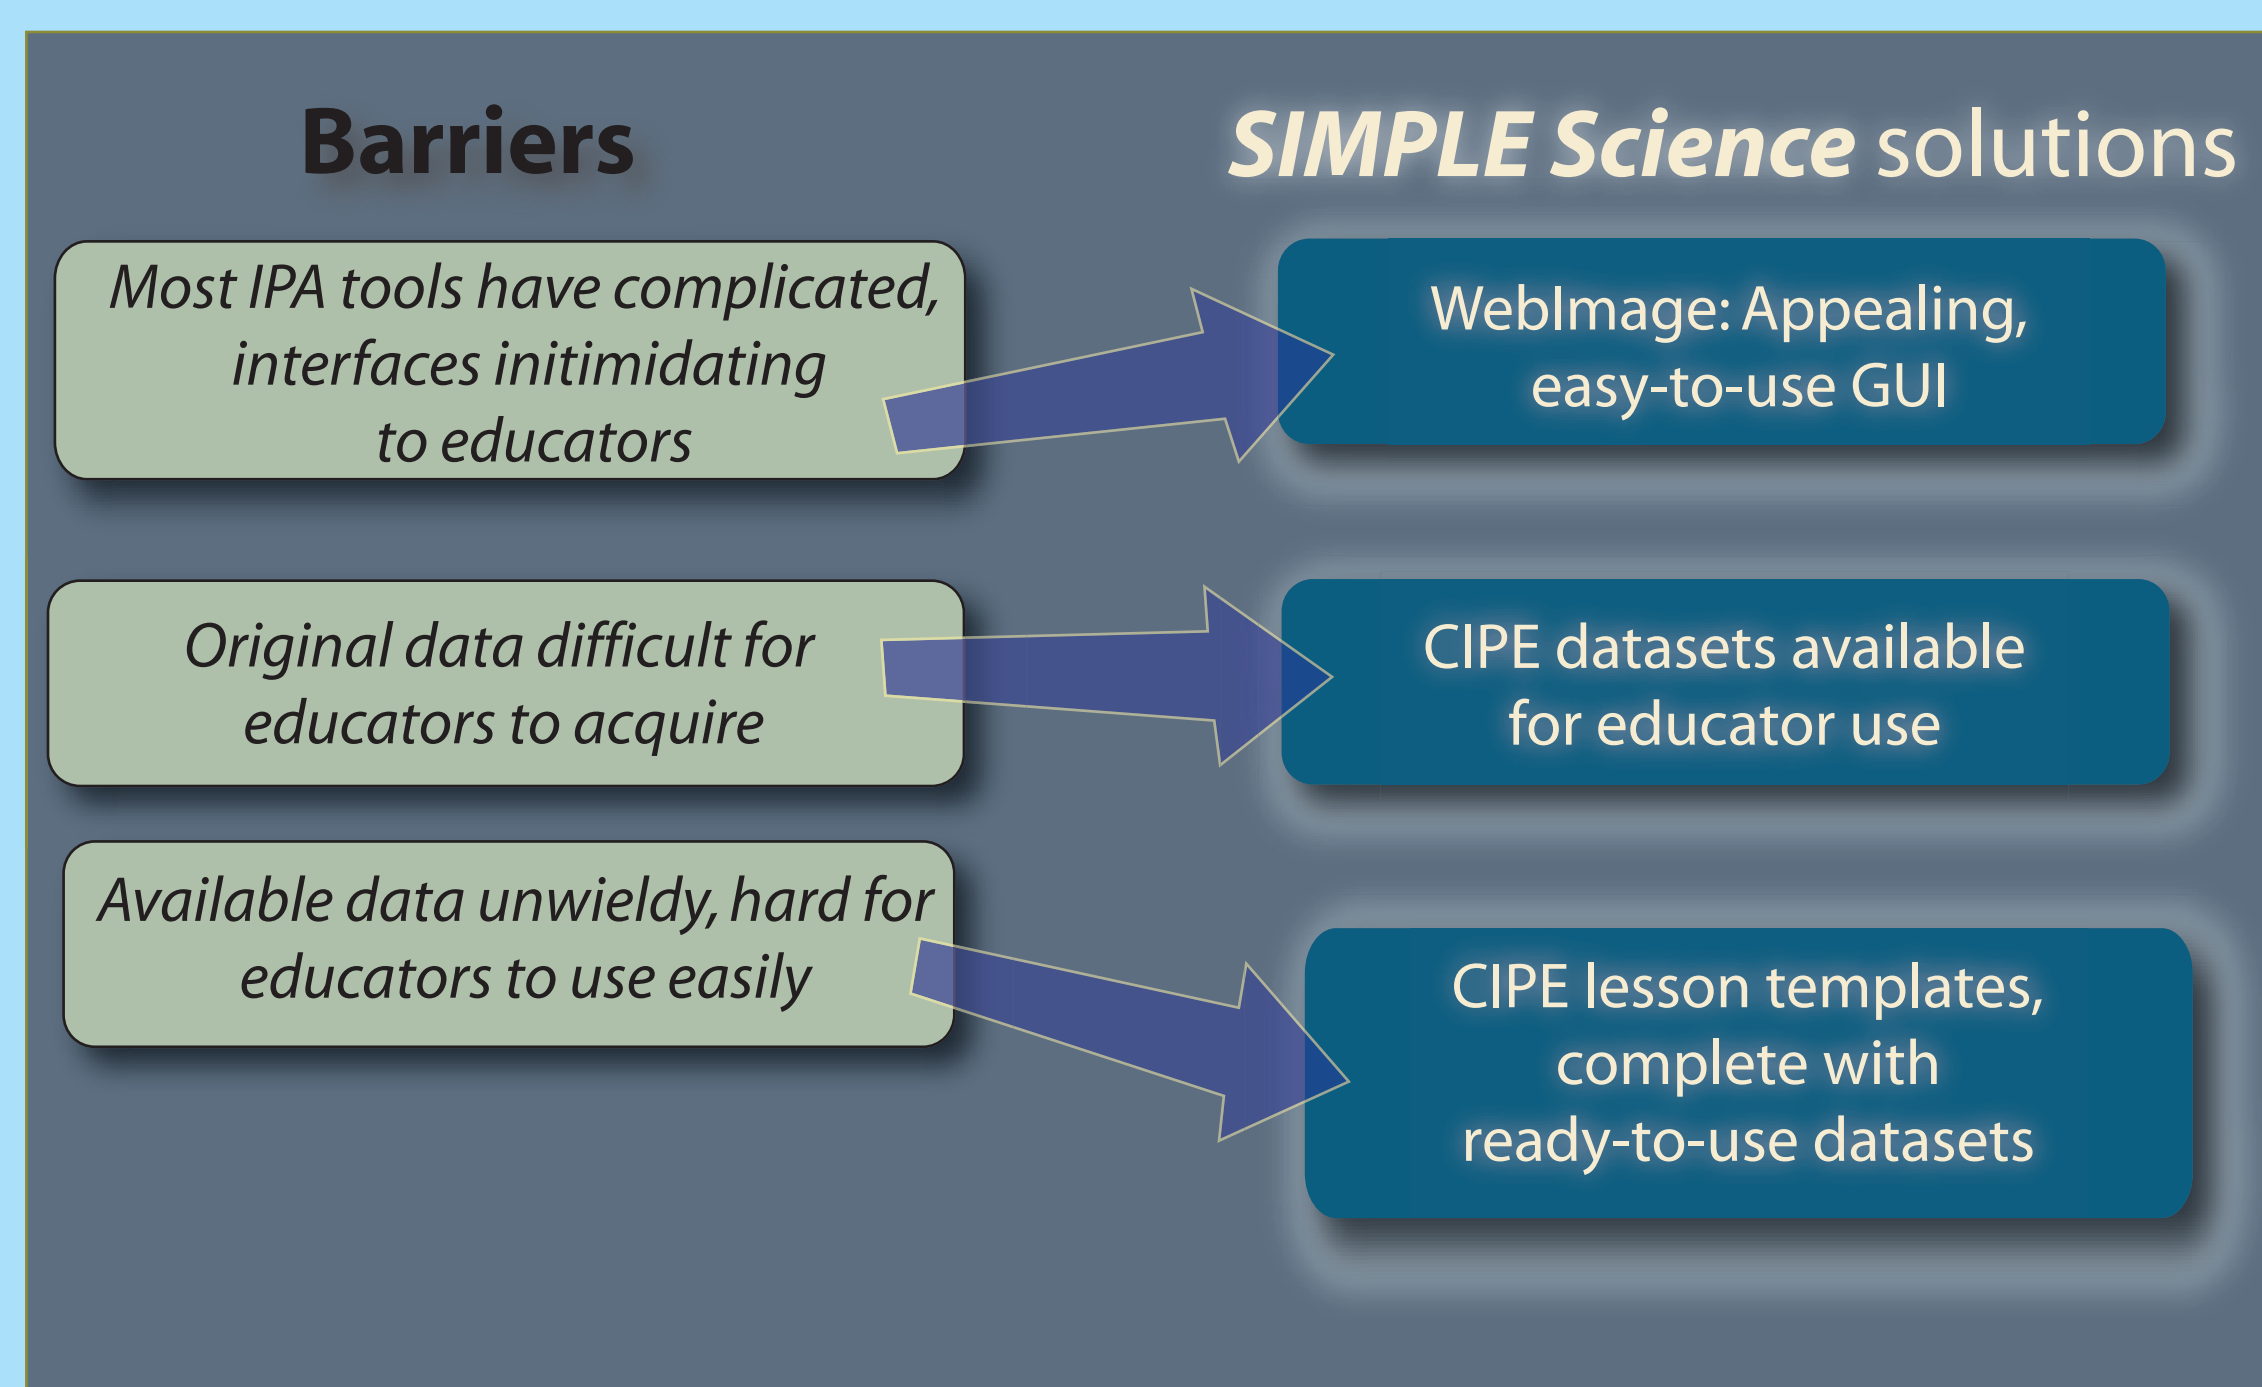 Barriers
Most IPA tools have complicated,
interfaces initimidating
to educators
Original data difficult for
educators to acquire
Available data unwieldy, hard for
educators to use easily
SIMPLE Science solutions
WebImage: Appealing,
easy-to-use GUI
CIPE datasets available
for educator use
CIPE lesson templates,
complete with
ready-to-use datasets